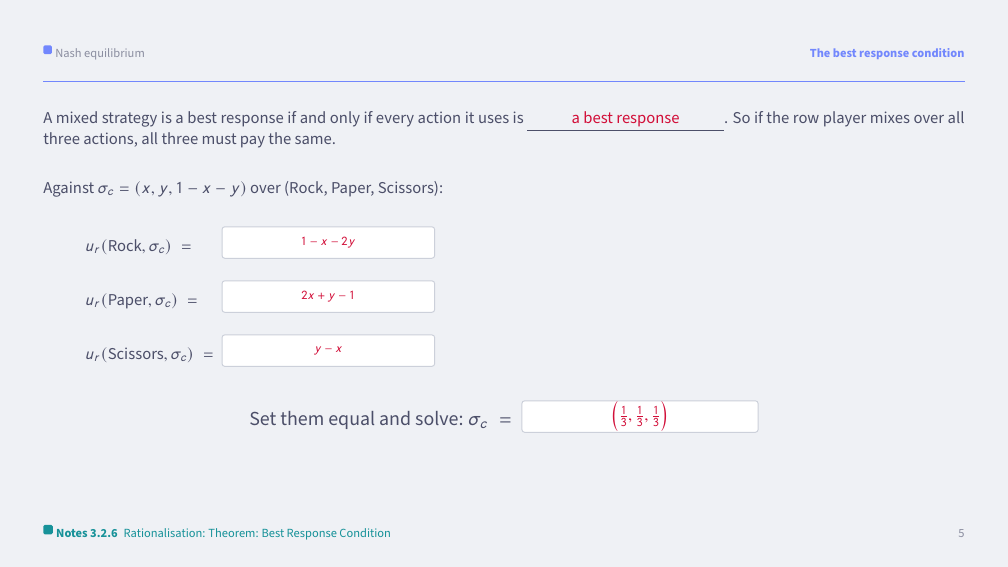 Nash equilibrium
The best response condition
A mixed strategy is a best response if and only if every action it uses is a best response. So if the row player mixes over all
three actions, all three must pay the same.
Against σ_c = (x, y, 1 − x − y) over (Rock, Paper, Scissors):
u_r(Rock, σ_c) = 1 − x − 2y
u_r(Paper, σ_c) = 2x + y − 1
u_r(Scissors, σ_c) = y − x
Set them equal and solve: σ_c = (1/3, 1/3, 1/3)
Notes 3.2.6 Rationalisation: Theorem: Best Response Condition
5